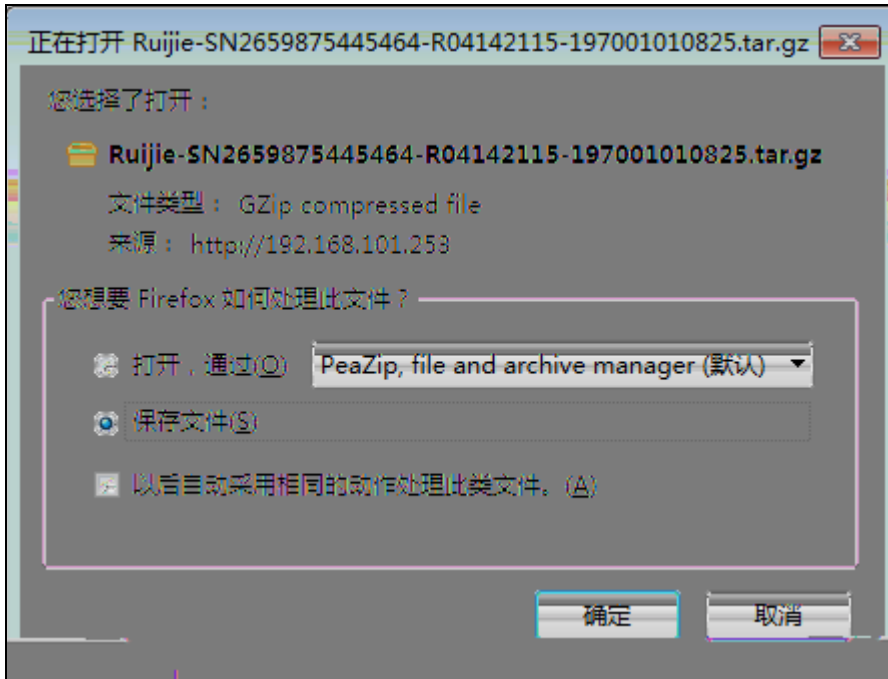 正在打开 Ruijie-SN2659875445464-R04142115-197001010825.tar.gz
您选择了打开：
Ruijie-SN2659875445464-R04142115-197001010825.tar.gz
文件类型： GZip compressed file
来源： http://192.168.101.253
您想要 Firefox 如何处理此文件？
打开，通过(O) PeaZip, file and archive manager (默认)
保存文件(S)
以后自动采用相同的动作处理此类文件。(A)
确定 取消